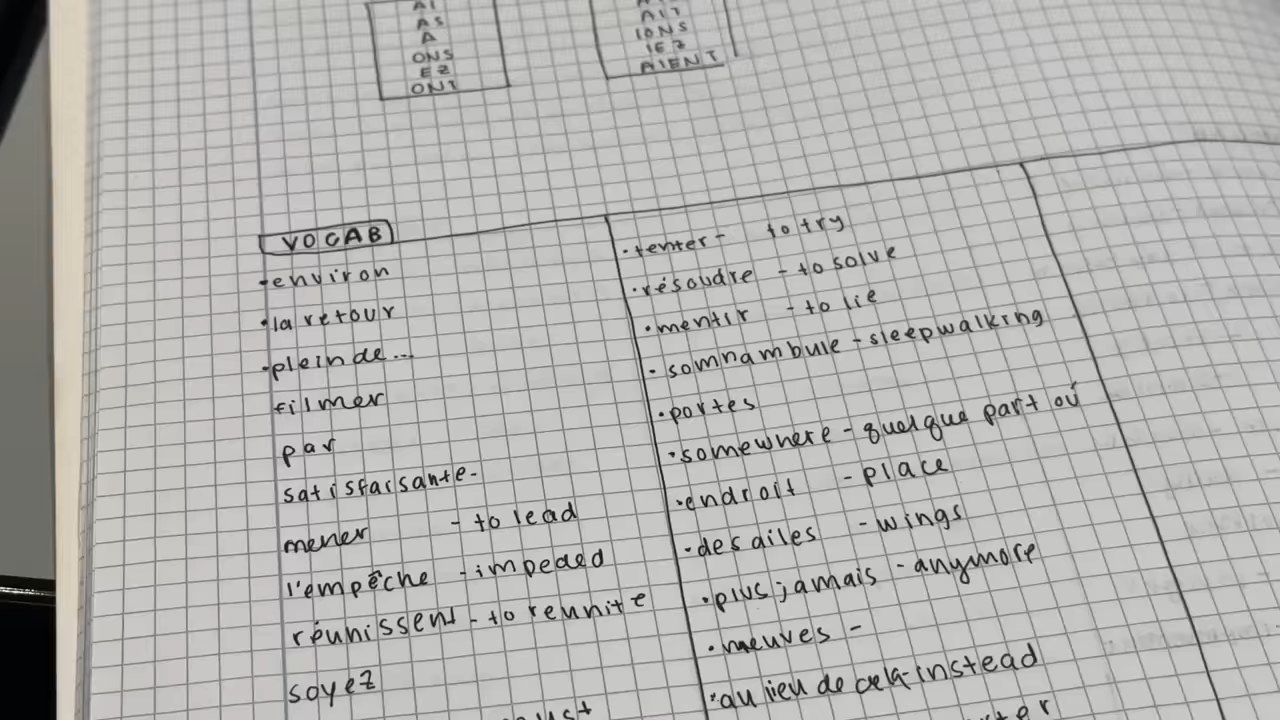 AI
AS
A
ONS
EZ
ONT
AIT
IONS
IEZ
AIENT
VOCAB
-environ
•la retour
•plein de...
filmer
par
satisfaisante-
mener - to lead
l'empêche - impeded
réunissent - to reunite
soyez
•tenter - to try
•résoudre - to solve
•mentir - to lie
•somnambule - sleepwalking
•portes
•somewhere - quelque part où
•endroit - place
•des ailes - wings
•plus jamais - anymore
•meuves -
•au lieu de cela - instead